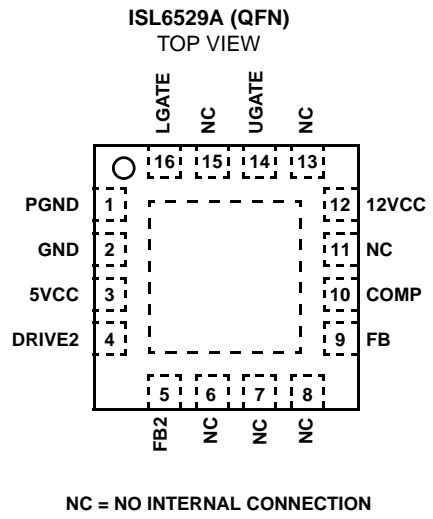 ISL6529A (QFN)
TOP VIEW
LGATE NC UGATE NC
16 15 14 13
PGND 1 12 12VCC
GND 2 11 NC
5VCC 3 10 COMP
DRIVE2 4 9 FB
5 6 7 8
FB2 NC NC NC
NC = NO INTERNAL CONNECTION